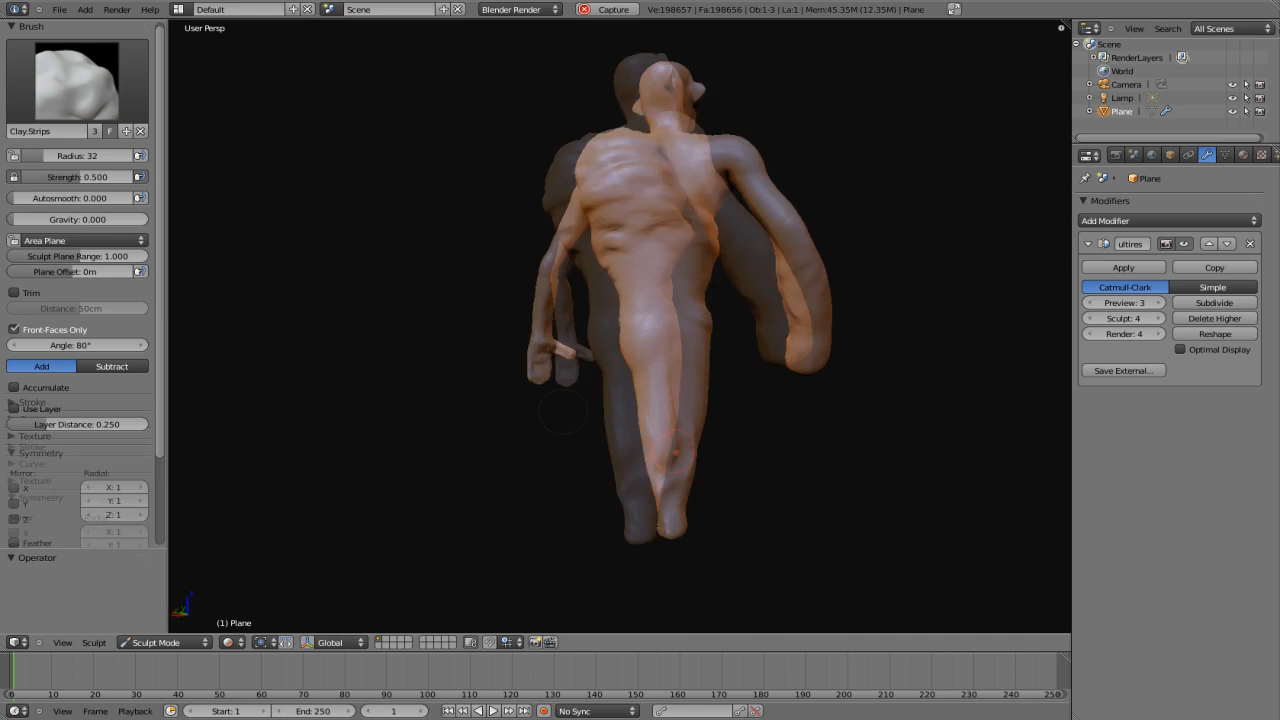 File Add Render Help Default Scene Blender Render Capture Ve:198657 | Fa:198656 | Ob:1-3 | La:1 | Mem:45.35M (12.35M) | Plane
Brush
Clay.Strips 3 F
Radius: 32
Strength: 0.500
Autosmooth: 0.000
Gravity: 0.000
Area Plane
Sculpt Plane Range: 1.000
Plane Offset: 0m
Trim
Distance: 50cm
Front-Faces Only
Angle: 80°
Add Subtract
Accumulate
Stroke
Use Layer
Layer Distance: 0.250
Texture
Stroke
Symmetry
Curve
Mirror: Radial:
Texture
X X: 1
Symmetry
Y Y: 1
Z Z: 1
X X: 1
Feather Y: 1
Operator
User Persp
(1) Plane
View Sculpt Sculpt Mode Global
0 10 20 30 40 50 60 70 80 90 100 110 120 130 140 150 160 170 180 190 200 210 220 230 240 250
View Frame Playback Start: 1 End: 250 1 No Sync
View Search All Scenes
Scene
RenderLayers
World
Camera
Lamp
Plane
Plane
Modifiers
Add Modifier
ultires
Apply Copy
Catmull-Clark Simple
Preview: 3 Subdivide
Sculpt: 4 Delete Higher
Render: 4 Reshape
Optimal Display
Save External...